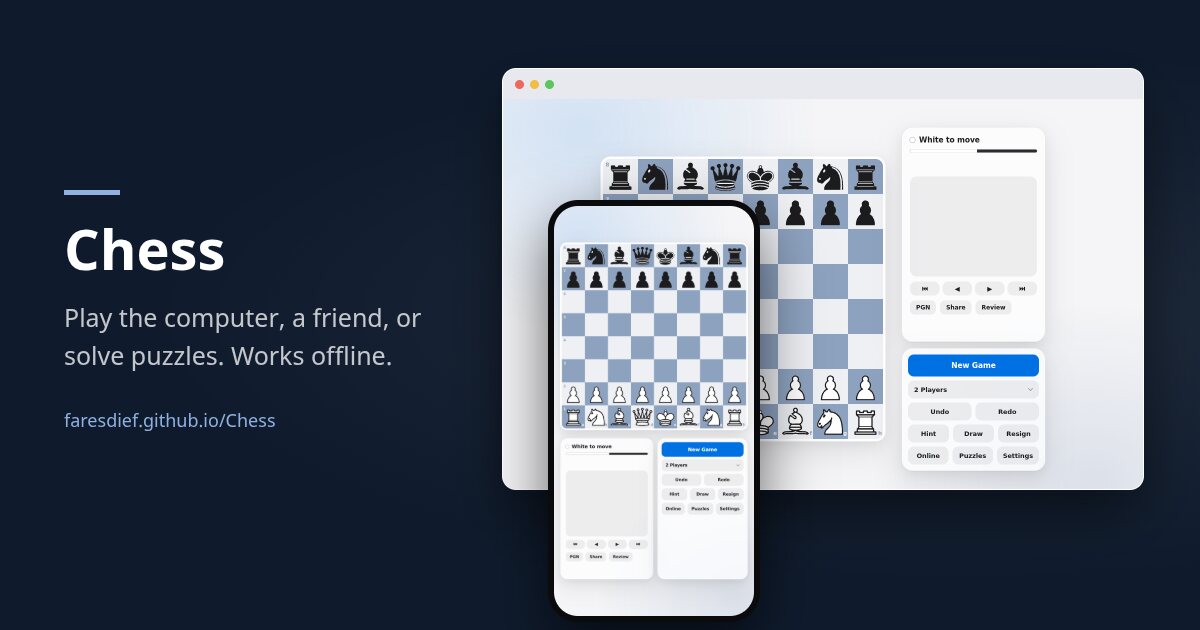 Chess
Play the computer, a friend, or
solve puzzles. Works offline.
faresdief.github.io/Chess
White to move
PGN Share Review
New Game
2 Players
Undo Redo
Hint Draw Resign
Online Puzzles Settings
White to move
PGN Share Review
New Game
2 Players
Undo Redo
Hint Draw Resign
Online Puzzles Settings